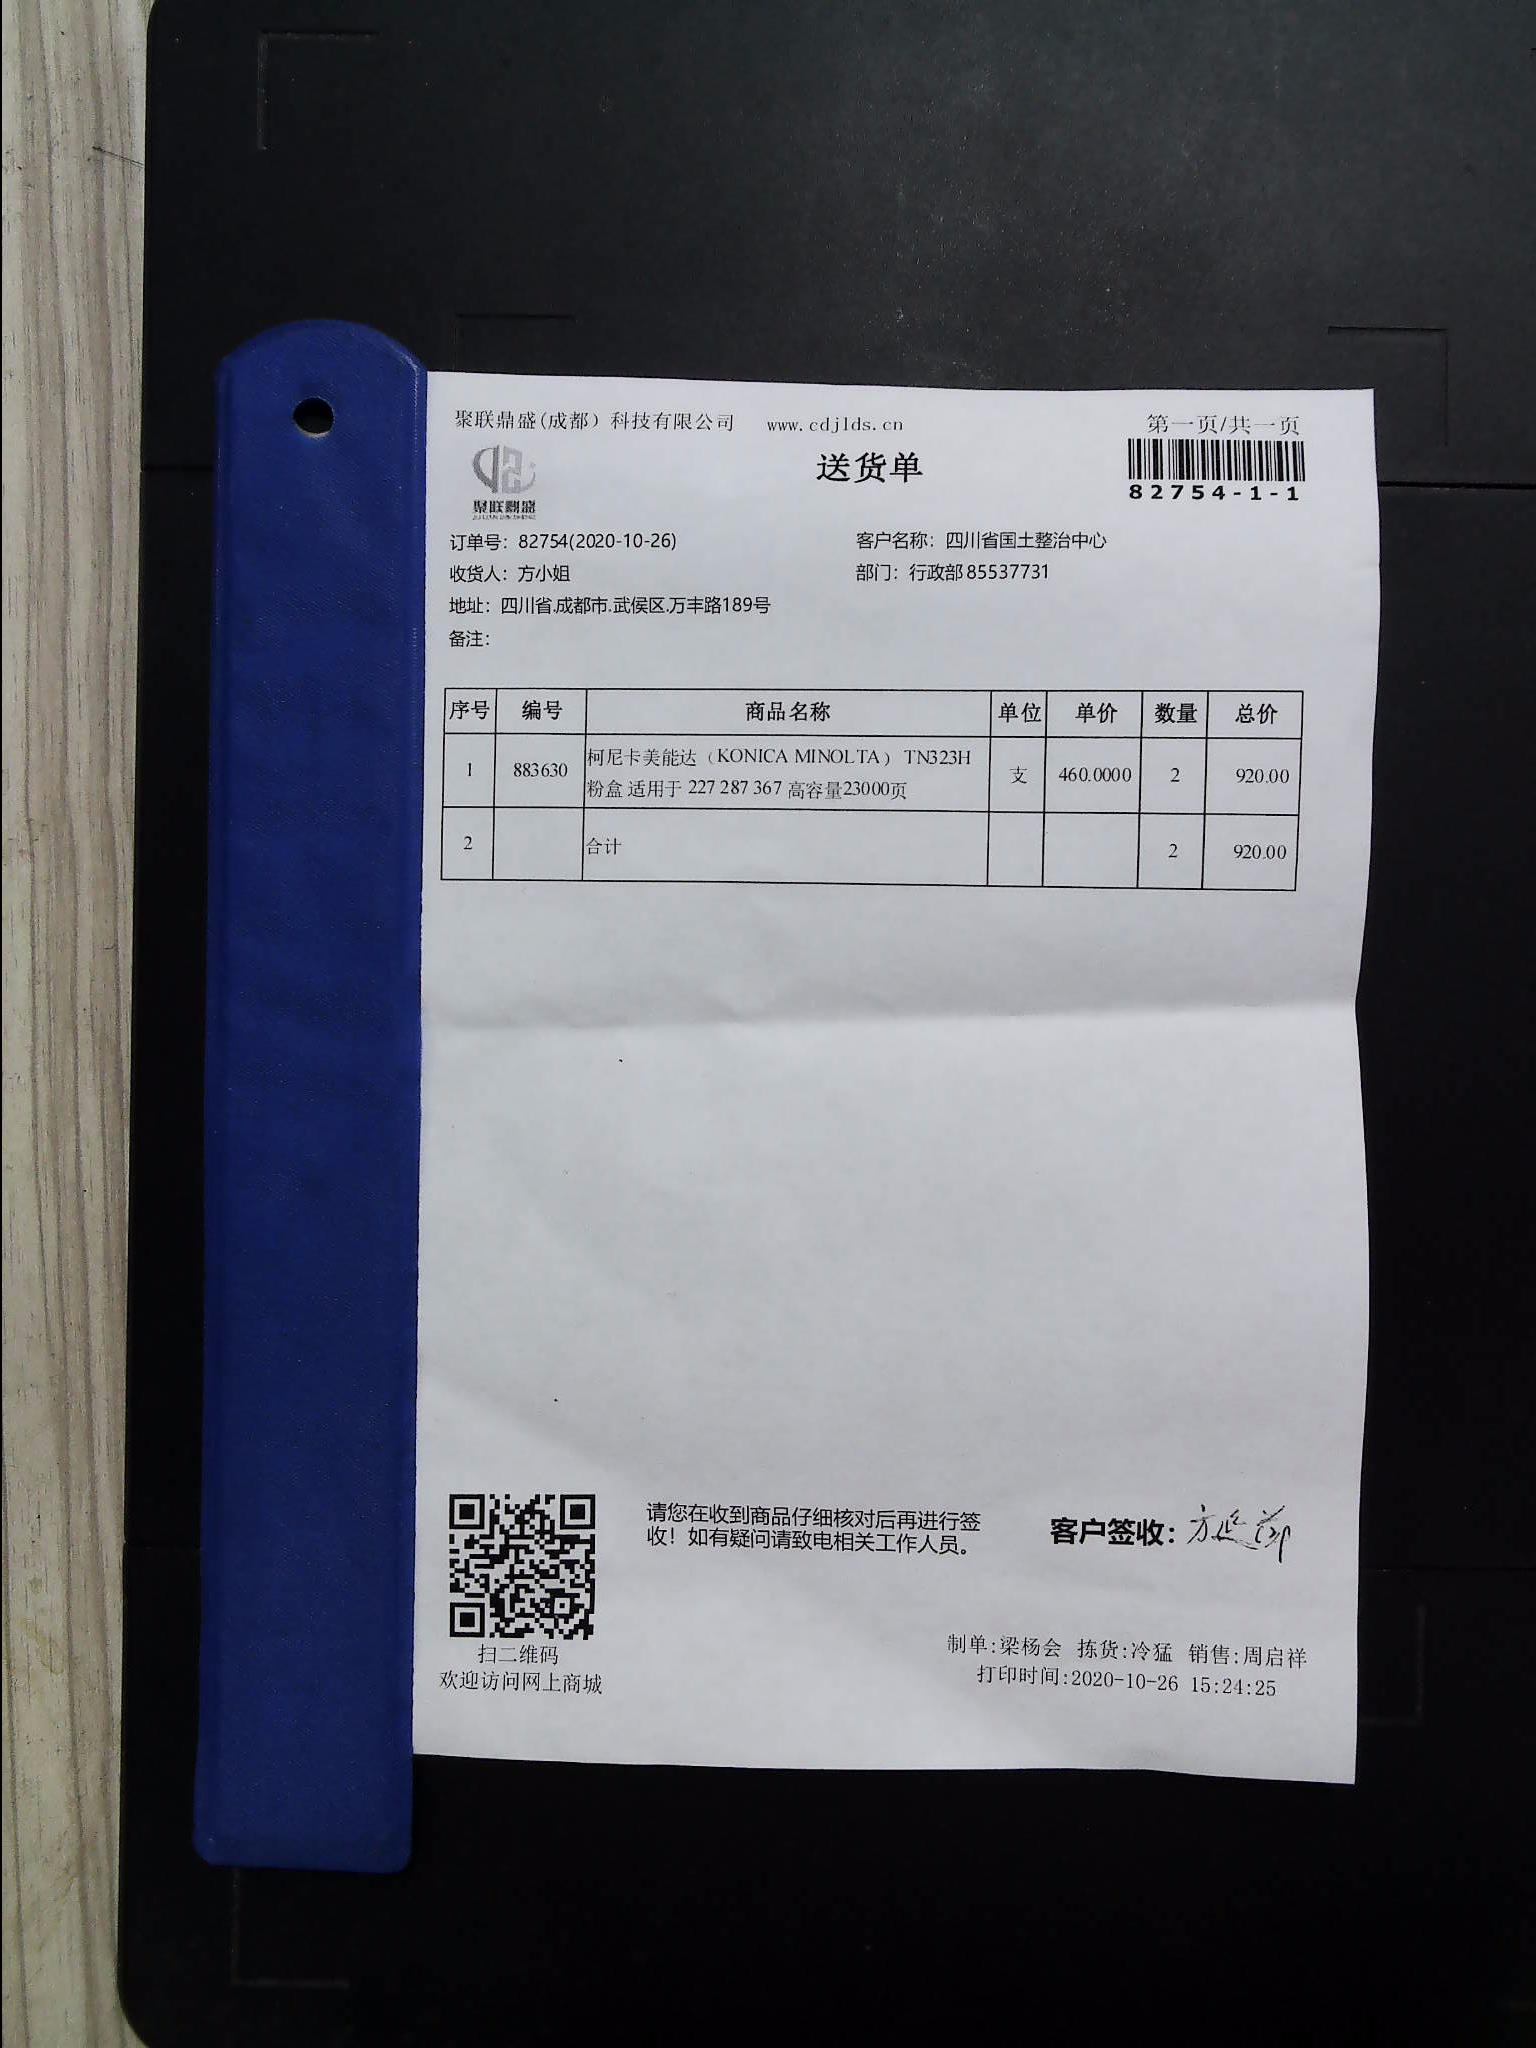 聚联鼎盛(成都）科技有限公司 www.cdjlds.cn
第一页/共一页
送货单
82754-1-1
聚联鼎盛
订单号：82754(2020-10-26)
客户名称：四川省国土整治中心
收货人：方小姐
部门：行政部 85537731
地址：四川省.成都市.武侯区.万丰路189号
备注：
序号 编号 商品名称 单位 单价 数量 总价
1 883630 柯尼卡美能达（KONICA MINOLTA） TN323H 支 460.0000 2 920.00
粉盒 适用于 227 287 367 高容量23000页
2 合计 2 920.00
请您在收到商品仔细核对后再进行签
收！如有疑问请致电相关工作人员。
客户签收：方
扫二维码
欢迎访问网上商城
制单:梁杨会 拣货:冷猛 销售:周启祥
打印时间:2020-10-26 15:24:25